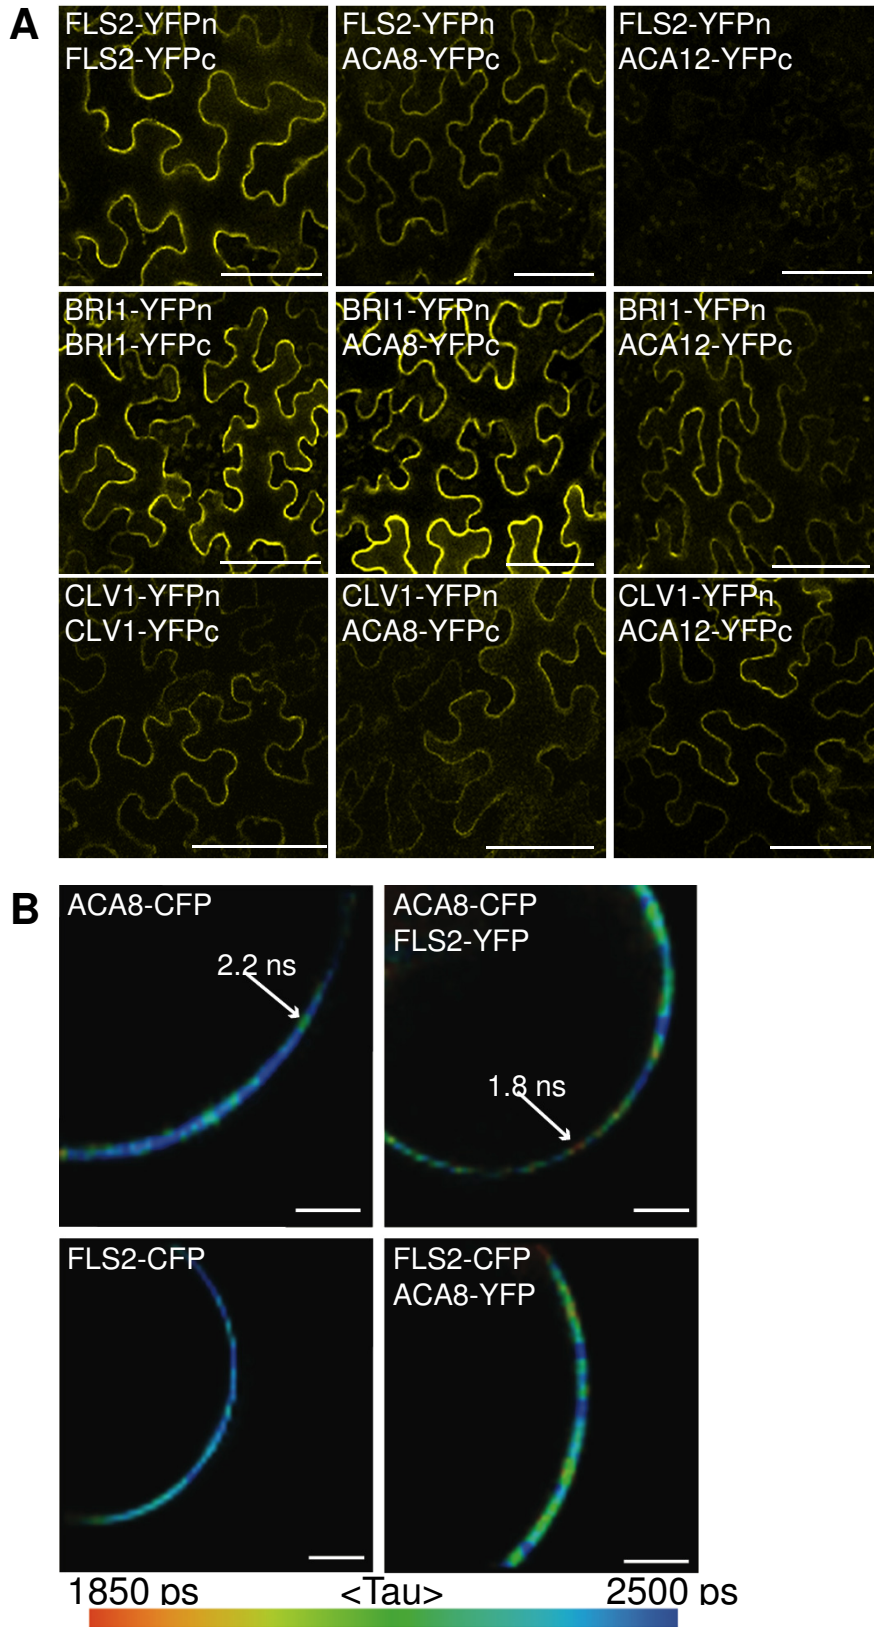 A
FLS2-YFPn
FLS2-YFPc
FLS2-YFPn
ACA8-YFPc
FLS2-YFPn
ACA12-YFPc
BRI1-YFPn
BRI1-YFPc
BRI1-YFPn
ACA8-YFPc
BRI1-YFPn
ACA12-YFPc
CLV1-YFPn
CLV1-YFPc
CLV1-YFPn
ACA8-YFPc
CLV1-YFPn
ACA12-YFPc
B
ACA8-CFP
2.2 ns
ACA8-CFP
FLS2-YFP
1.8 ns
FLS2-CFP
FLS2-CFP
ACA8-YFP
1850 ps <Tau> 2500 ps